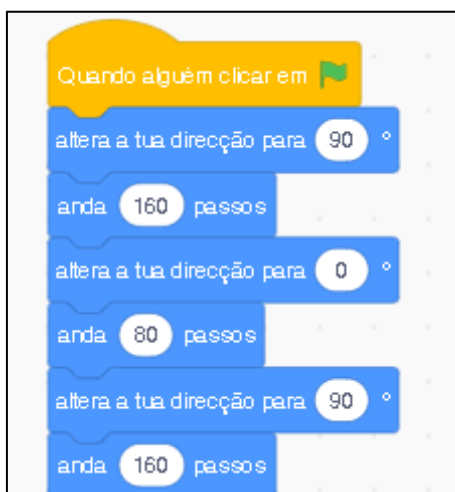 Quando alguém clicar em
altera a tua direcção para 90 °
anda 160 passos
altera a tua direcção para 0 °
anda 80 passos
altera a tua direcção para 90 °
anda 160 passos